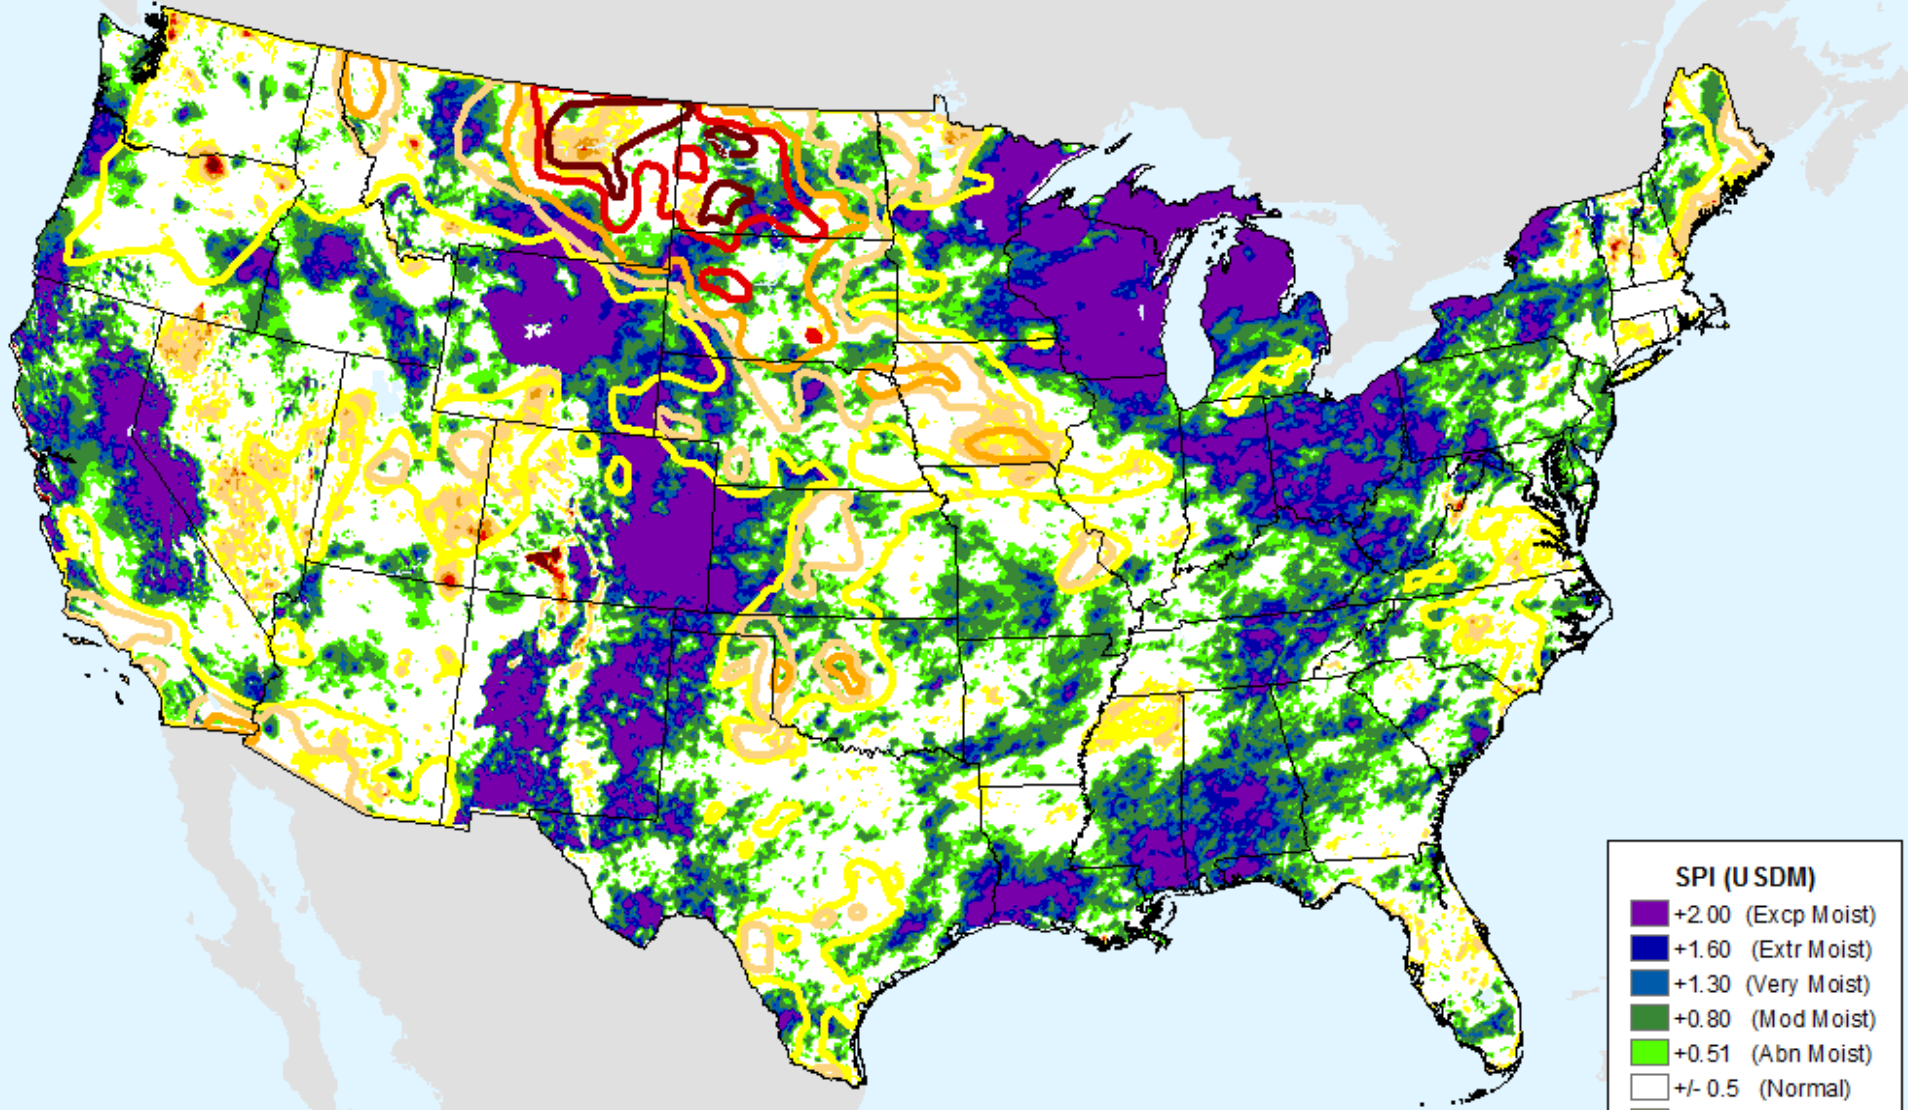 SPI (USDM)
+2.00 (Excp Moist)
+1.60 (Extr Moist)
+1.30 (Very Moist)
+0.80 (Mod Moist)
+0.51 (Abn Moist)
+/- 0.5 (Normal)